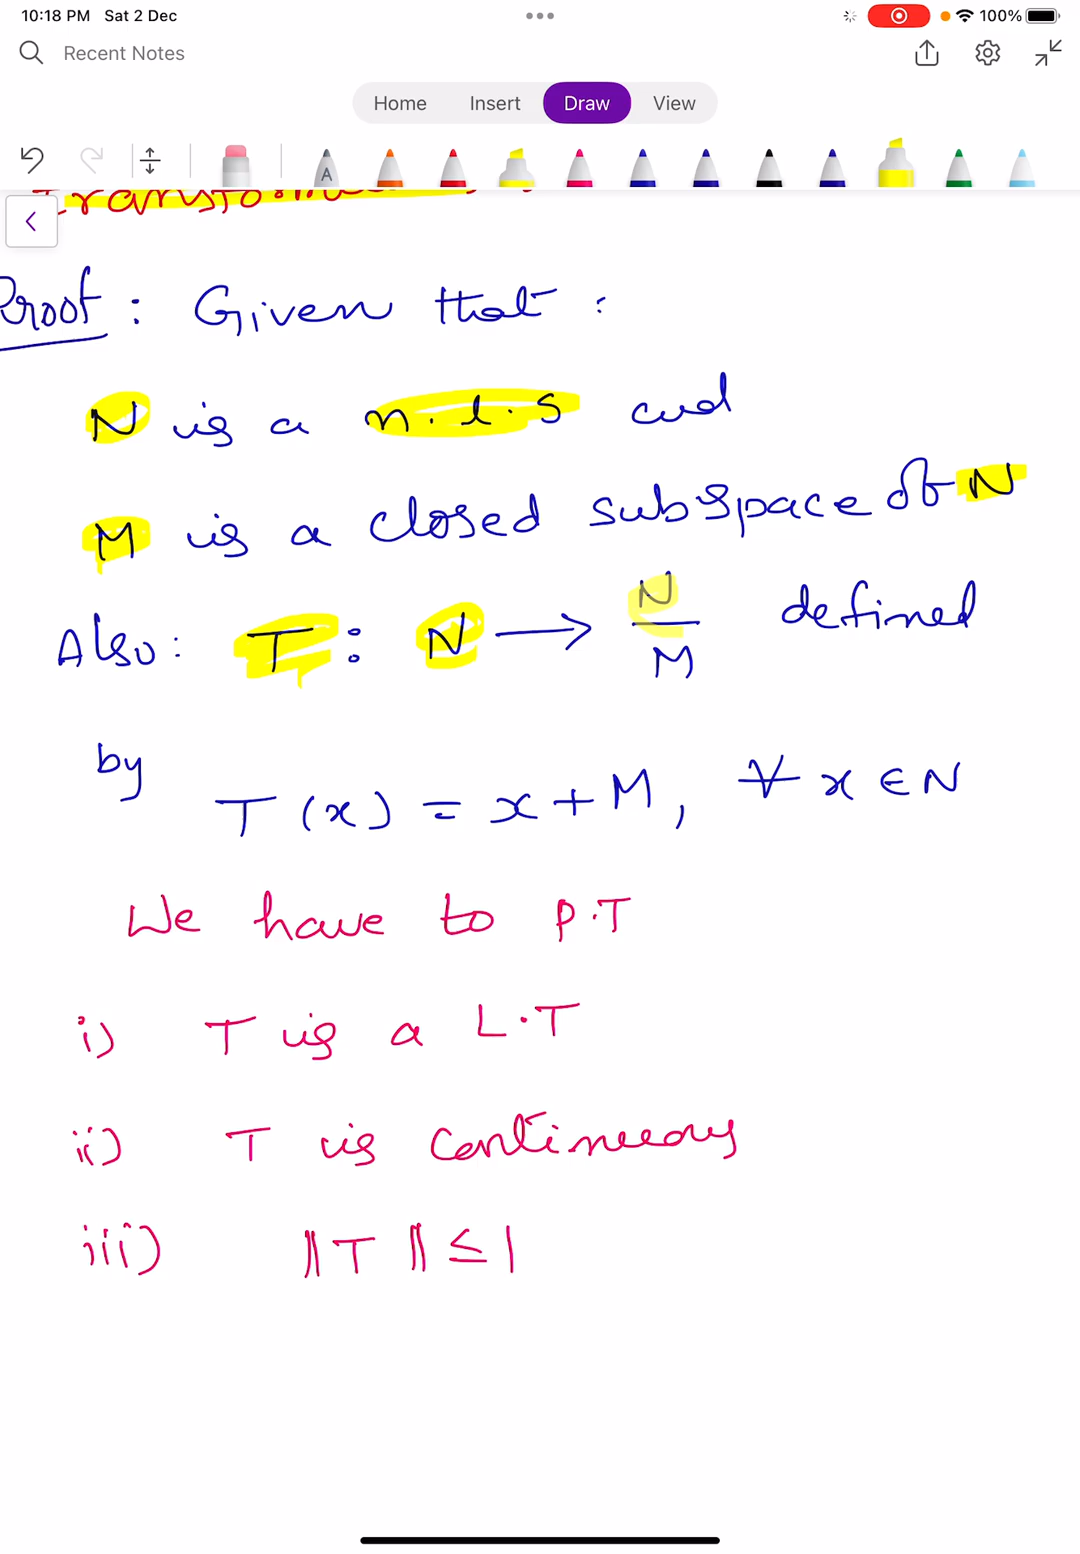 10:18 PM Sat 2 Dec 100%
Recent Notes
Home Insert Draw View
A
Proof : Given that :
N is a n.l.s and
M is a closed subspace of N
Also : T : N → N/M defined
by T(x) = x + M, ∀ x ∈ N
We have to P.T
i) T is a L.T
ii) T is continuous
iii) ||T|| ≤ 1